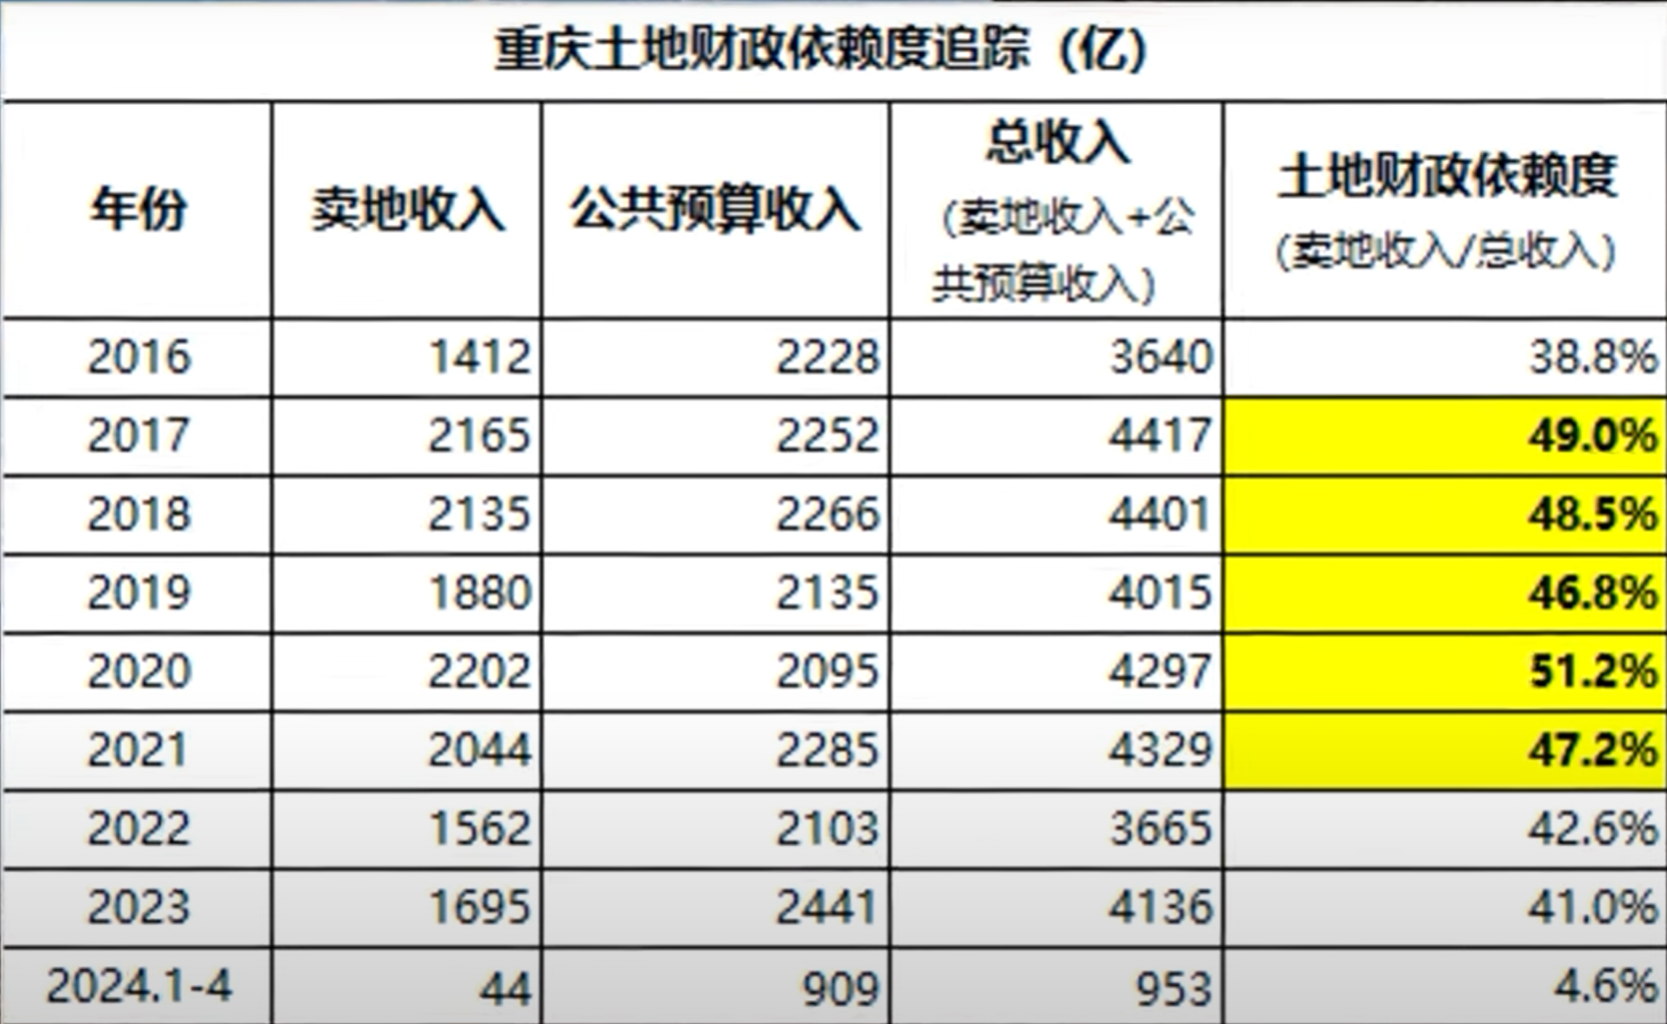 重庆土地财政依赖度追踪（亿）
年份 卖地收入 公共预算收入 总收入 土地财政依赖度
（卖地收入+公 （卖地收入/总收入）
共预算收入）
2016 1412 2228 3640 38.8%
2017 2165 2252 4417 49.0%
2018 2135 2266 4401 48.5%
2019 1880 2135 4015 46.8%
2020 2202 2095 4297 51.2%
2021 2044 2285 4329 47.2%
2022 1562 2103 3665 42.6%
2023 1695 2441 4136 41.0%
2024.1-4 44 909 953 4.6%